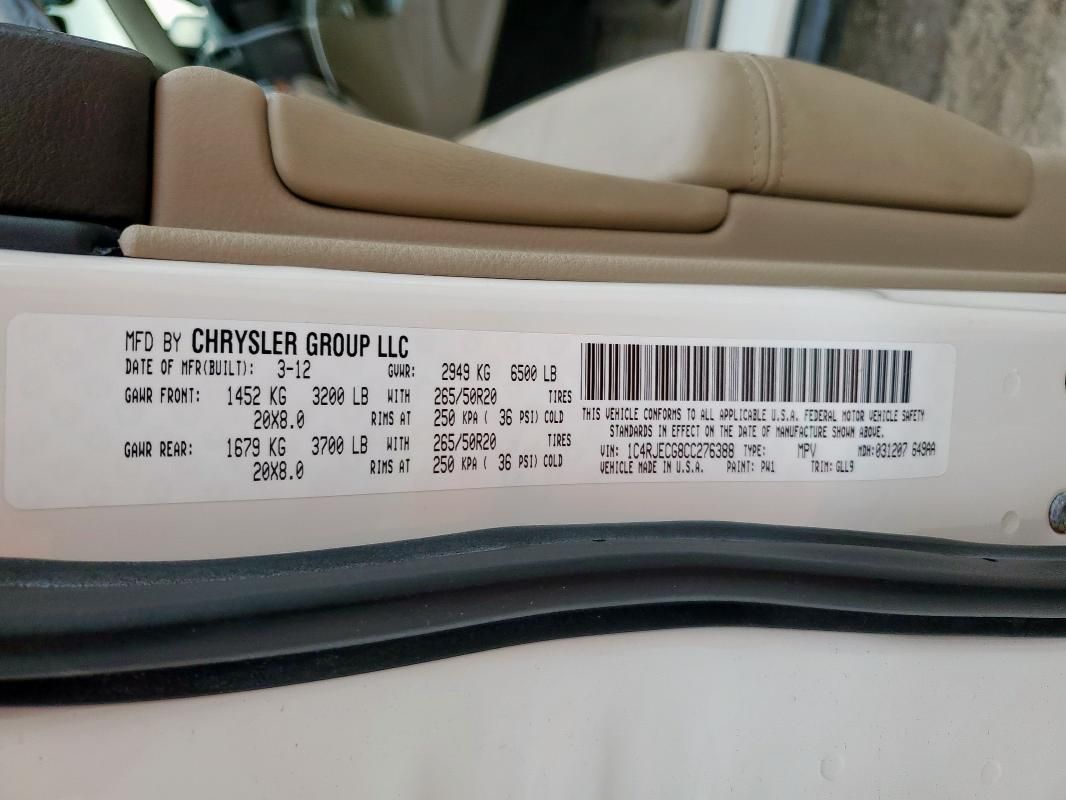 MFD BY CHRYSLER GROUP LLC
DATE OF MFR(BUILT): 3-12 GVWR: 2949 KG 6500 LB
GAWR FRONT: 1452 KG 3200 LB WITH 265/50R20 TIRES
20X8.0 RIMS AT 250 KPA ( 36 PSI) COLD
GAWR REAR: 1679 KG 3700 LB WITH 265/50R20 TIRES
20X8.0 RIMS AT 250 KPA ( 36 PSI) COLD
THIS VEHICLE CONFORMS TO ALL APPLICABLE U.S.A. FEDERAL MOTOR VEHICLE SAFETY
STANDARDS IN EFFECT ON THE DATE OF MANUFACTURE SHOWN ABOVE.
VIN: 1C4RJECG8CC276388 TYPE: MPV MDH:031207 649AA
VEHICLE MADE IN U.S.A. PAINT: PW1 TRIM: GLL9